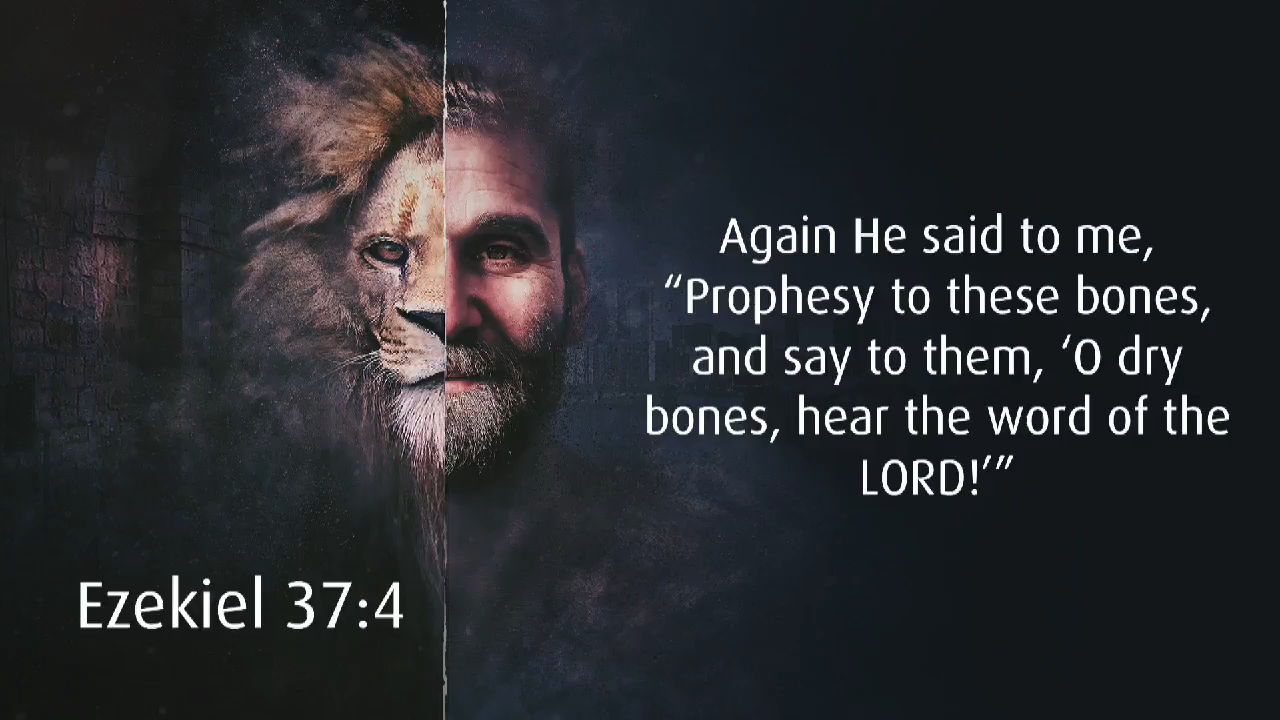 Again He said to me,
“Prophesy to these bones,
and say to them, ‘O dry
bones, hear the word of the
LORD!’”
Ezekiel 37:4